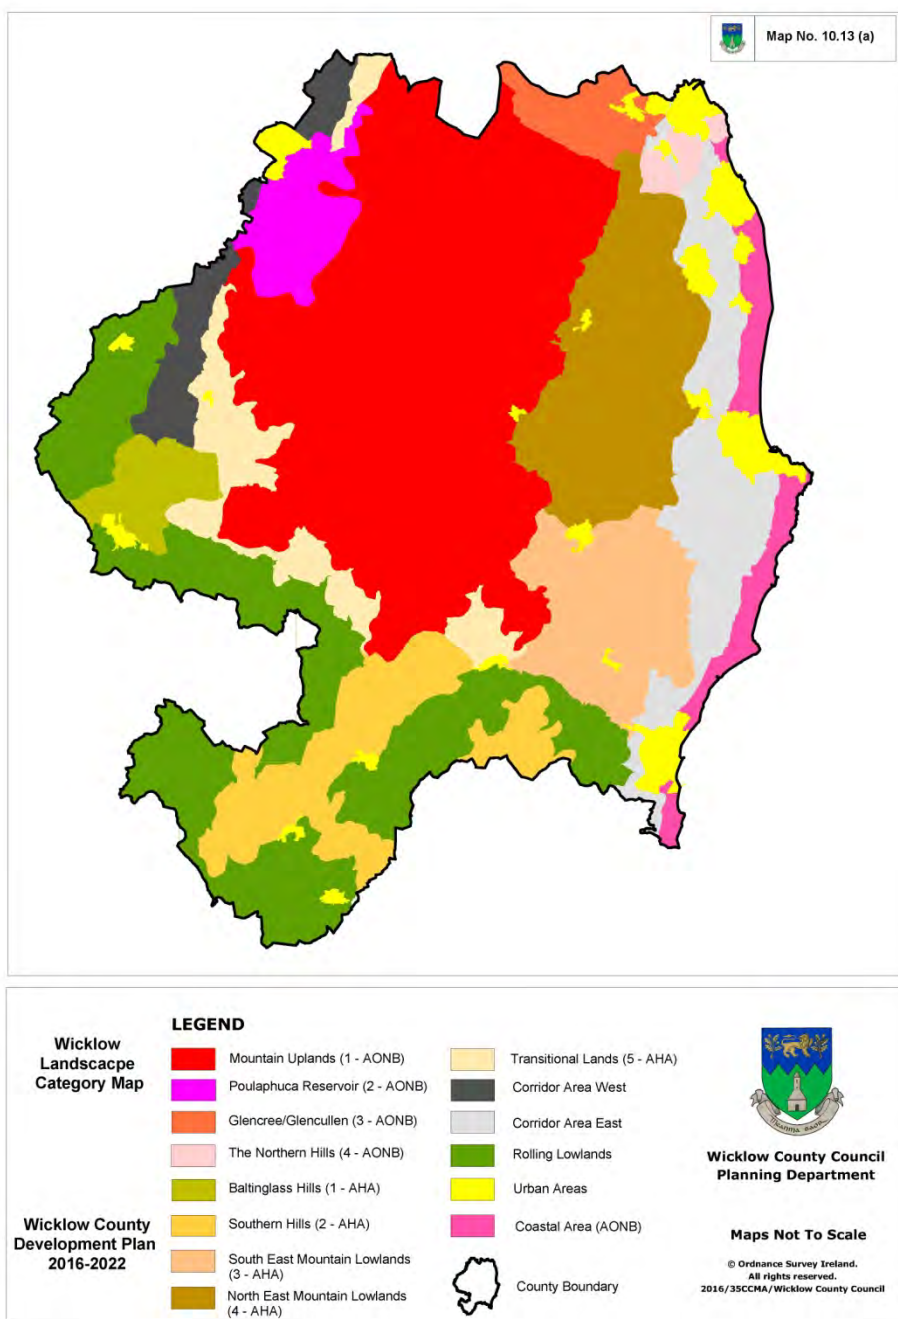 Map No. 10.13 (a)
Wicklow
Landscacpe
Category Map
Wicklow County
Development Plan
2016-2022
LEGEND
Mountain Uplands (1 - AONB)
Poulaphuca Reservoir (2 - AONB)
Glencree/Glencullen (3 - AONB)
The Northern Hills (4 - AONB)
Baltinglass Hills (1 - AHA)
Southern Hills (2 - AHA)
South East Mountain Lowlands
(3 - AHA)
North East Mountain Lowlands
(4 - AHA)
Transitional Lands (5 - AHA)
Corridor Area West
Corridor Area East
Rolling Lowlands
Urban Areas
Coastal Area (AONB)
County Boundary
Wicklow County Council
Planning Department
Maps Not To Scale
© Ordnance Survey Ireland.
All rights reserved.
2016/35CCMA/Wicklow County Council